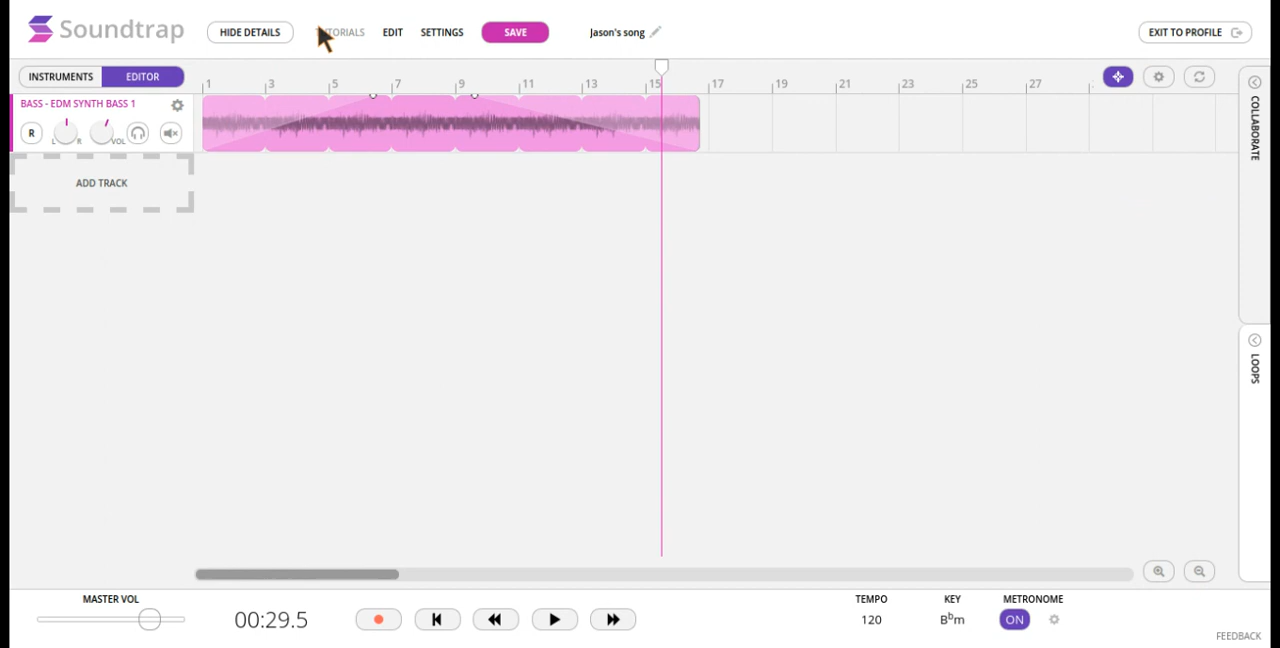 Soundtrap
HIDE DETAILS
EDIT
SETTINGS
SAVE
Jason's song
EXIT TO PROFILE
INSTRUMENTS
EDITOR
1 3 5 7 9 11 13 15 17 19 21 23 25 27
BASS - EDM SYNTH BASS 1
R
L R VOL
ADD TRACK
COLLABORATE
LOOPS
MASTER VOL
00:29.5
TEMPO
120
KEY
Bbm
METRONOME
ON
FEEDBACK